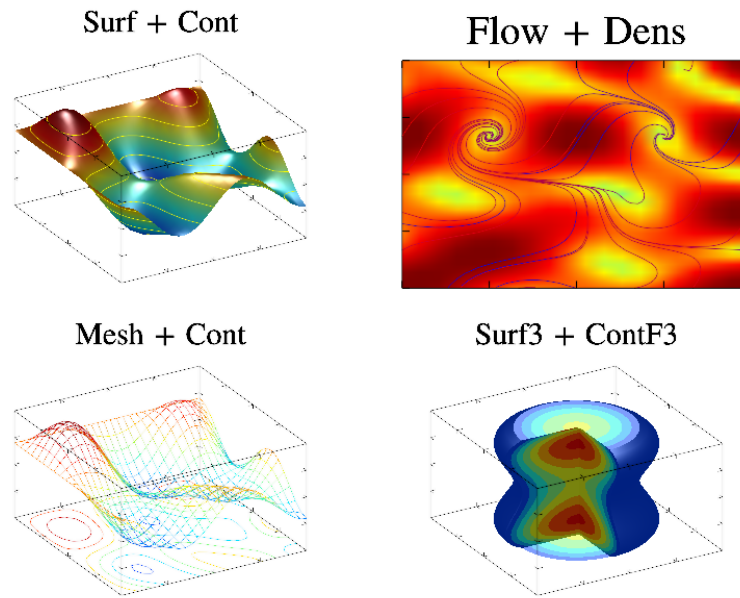 Surf + Cont
Flow + Dens
Mesh + Cont
Surf3 + ContF3